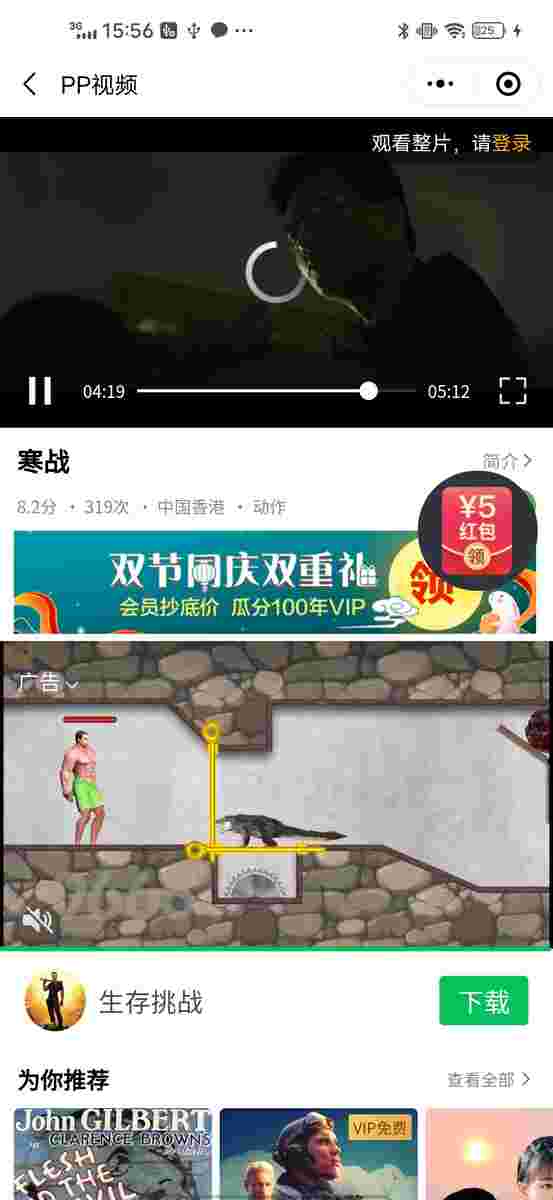 3G 15:56 25
PP视频
观看整片，请登录
04:19 05:12
寒战
简介
8.2分 · 319次 · 中国香港 · 动作
¥5
红包
领
双节同庆双重礼
会员抄底价 瓜分100年VIP
领
广告
生存挑战
下载
为你推荐
查看全部
John GILBERT
CLARENCE BROWN'S
FLESH
AND THE
VIP免费